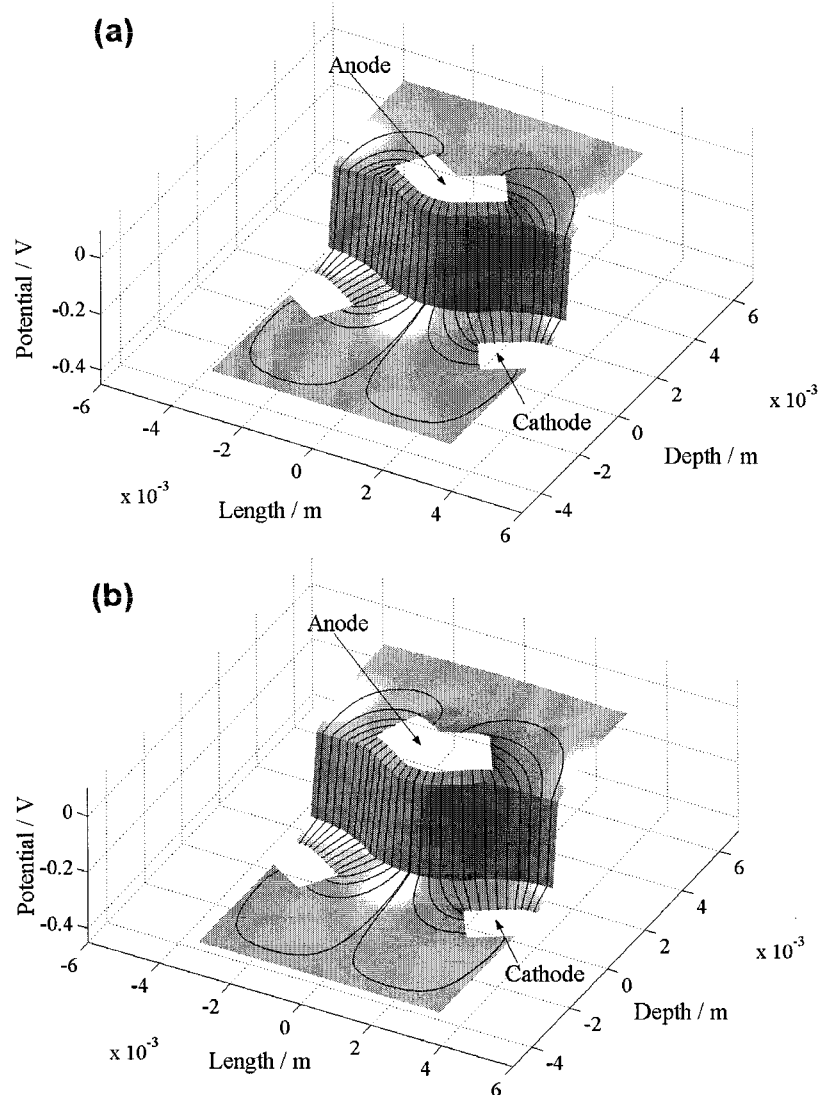 (a)
Anode
0
-0.2
-0.4
Potential / V
-6
-4
-2
0
2
4
6
x 10-3
Length / m
Cathode
6
4
2
0
-2
-4
x 10-3
Depth / m
(b)
Anode
0
-0.2
-0.4
Potential / V
-6
-4
-2
0
2
4
6
x 10-3
Length / m
Cathode
6
4
2
0
-2
-4
x 10-3
Depth / m